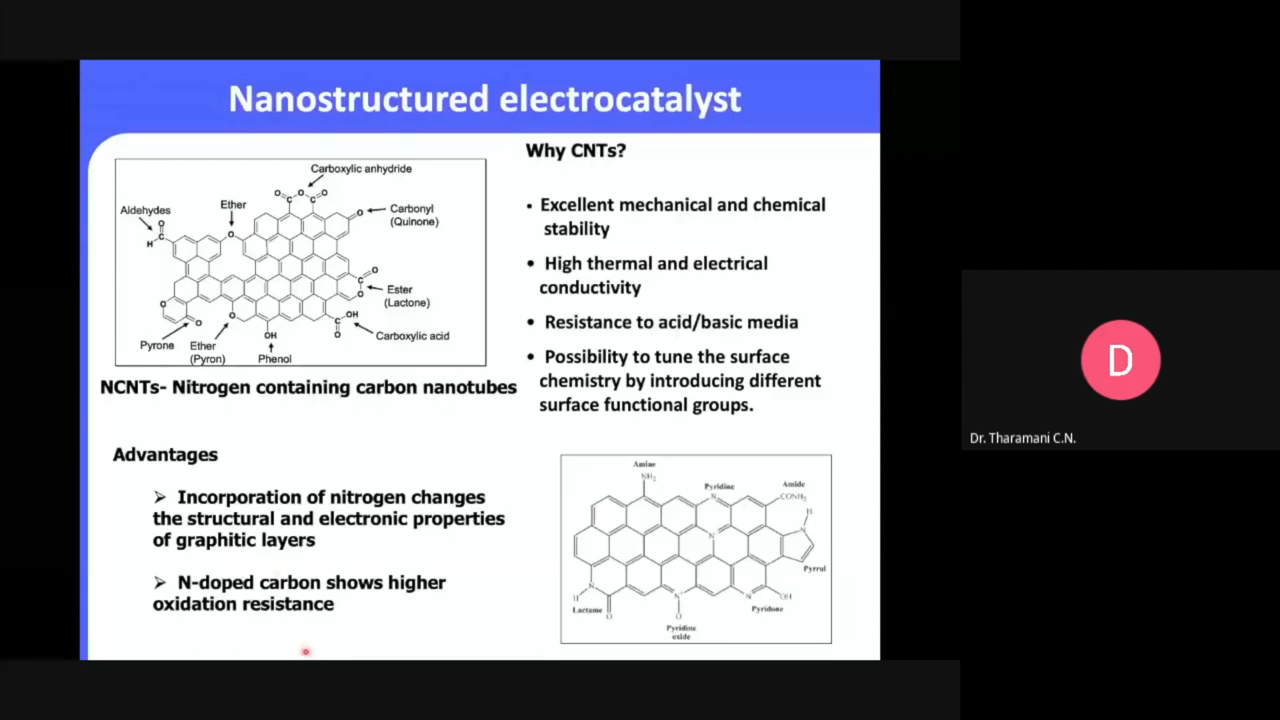 Nanostructured electrocatalyst
Carboxylic anhydride
Aldehydes
Ether
Carbonyl
(Quinone)
Ester
(Lactone)
Carboxylic acid
Pyrone
Ether
(Pyron)
Phenol
O
O
O
C
C
O
O
C
H
O
O
C
O
O
O
O
OH
C
O
OH
NCNTs- Nitrogen containing carbon nanotubes
Advantages
➢ Incorporation of nitrogen changes
the structural and electronic properties
of graphitic layers
➢ N-doped carbon shows higher
oxidation resistance
Why CNTs?
• Excellent mechanical and chemical
stability
• High thermal and electrical
conductivity
• Resistance to acid/basic media
• Possibility to tune the surface
chemistry by introducing different
surface functional groups.
Amine
NH₂
Pyridine
N
Amide
CONH₂
H
N
N
Pyrrol
N
H
Lactame
O
N⁺
O
Pyridine
oxide
N
OH
Pyridone
D
Dr. Tharamani C.N.